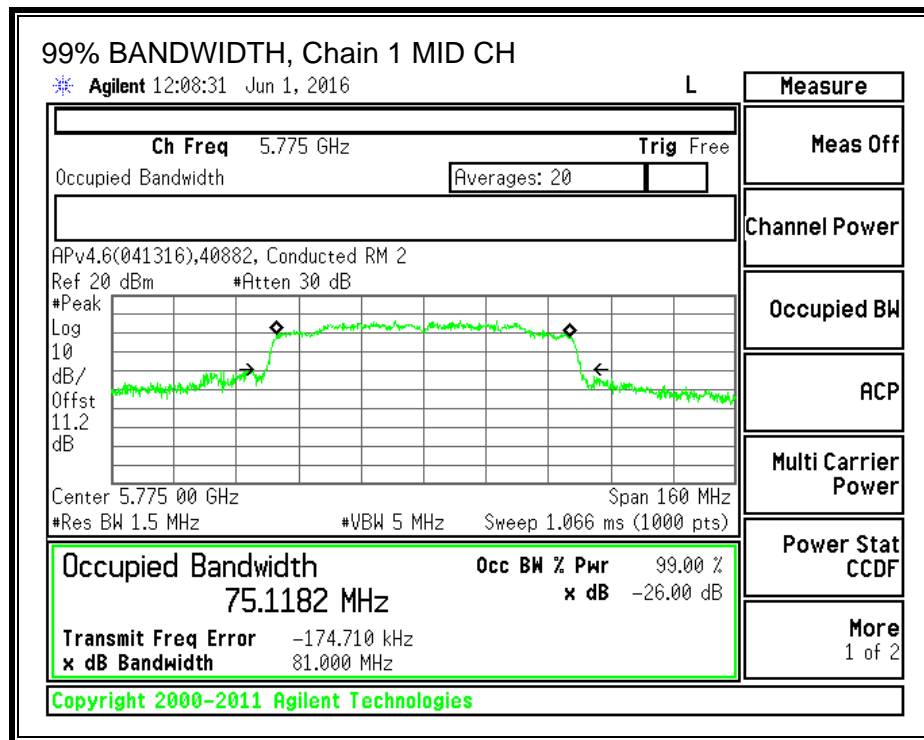 99% BANDWIDTH, Chain 1 MID CH
Agilent 12:08:31 Jun 1, 2016 L
Measure
Ch Freq 5.775 GHz Trig Free
Meas Off
Occupied Bandwidth Averages: 20
Channel Power
APv4.6(041316),40882, Conducted RM 2
Ref 20 dBm #Atten 30 dB
#Peak
Log
10
dB/
Offst
11.2
dB
Occupied BW
ACP
Multi Carrier
Power
Center 5.775 00 GHz Span 160 MHz
#Res BW 1.5 MHz #VBW 5 MHz Sweep 1.066 ms (1000 pts)
Power Stat
CCDF
Occupied Bandwidth Occ BW % Pwr 99.00 %
75.1182 MHz x dB -26.00 dB
Transmit Freq Error -174.710 kHz
x dB Bandwidth 81.000 MHz
More
1 of 2
Copyright 2000-2011 Agilent Technologies